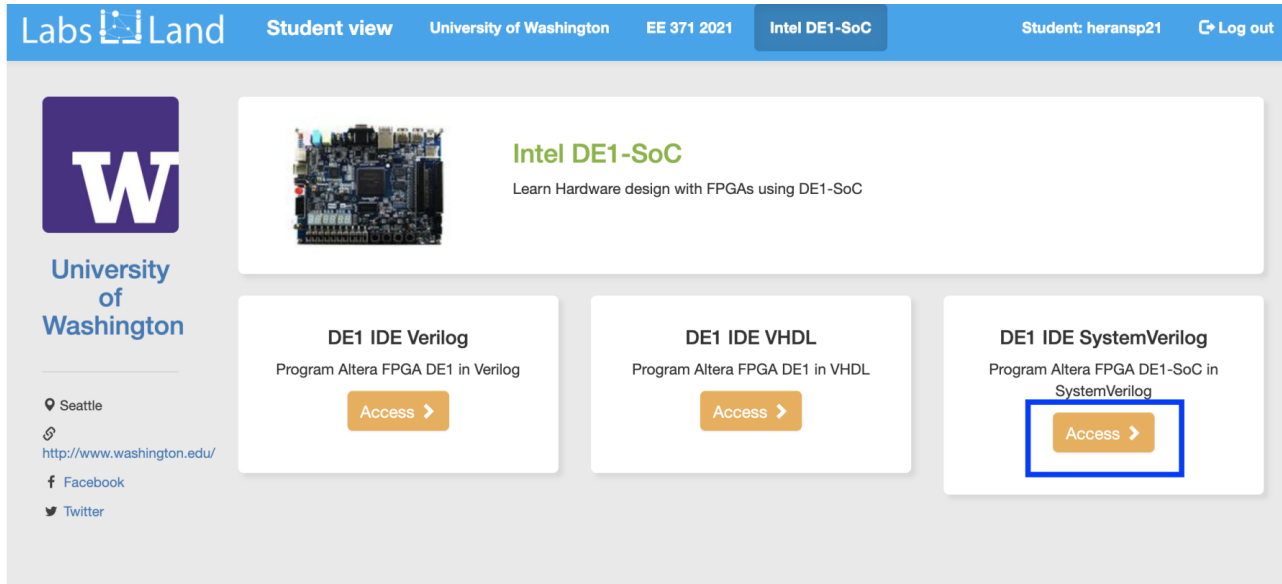 Labs Land Student view University of Washington EE 371 2021 Intel DE1-SoC Student: heransp21 Log out
W
University
of
Washington
Seattle
http://www.washington.edu/
Facebook
Twitter
Intel DE1-SoC
Learn Hardware design with FPGAs using DE1-SoC
DE1 IDE Verilog
Program Altera FPGA DE1 in Verilog
Access
DE1 IDE VHDL
Program Altera FPGA DE1 in VHDL
Access
DE1 IDE SystemVerilog
Program Altera FPGA DE1-SoC in
SystemVerilog
Access